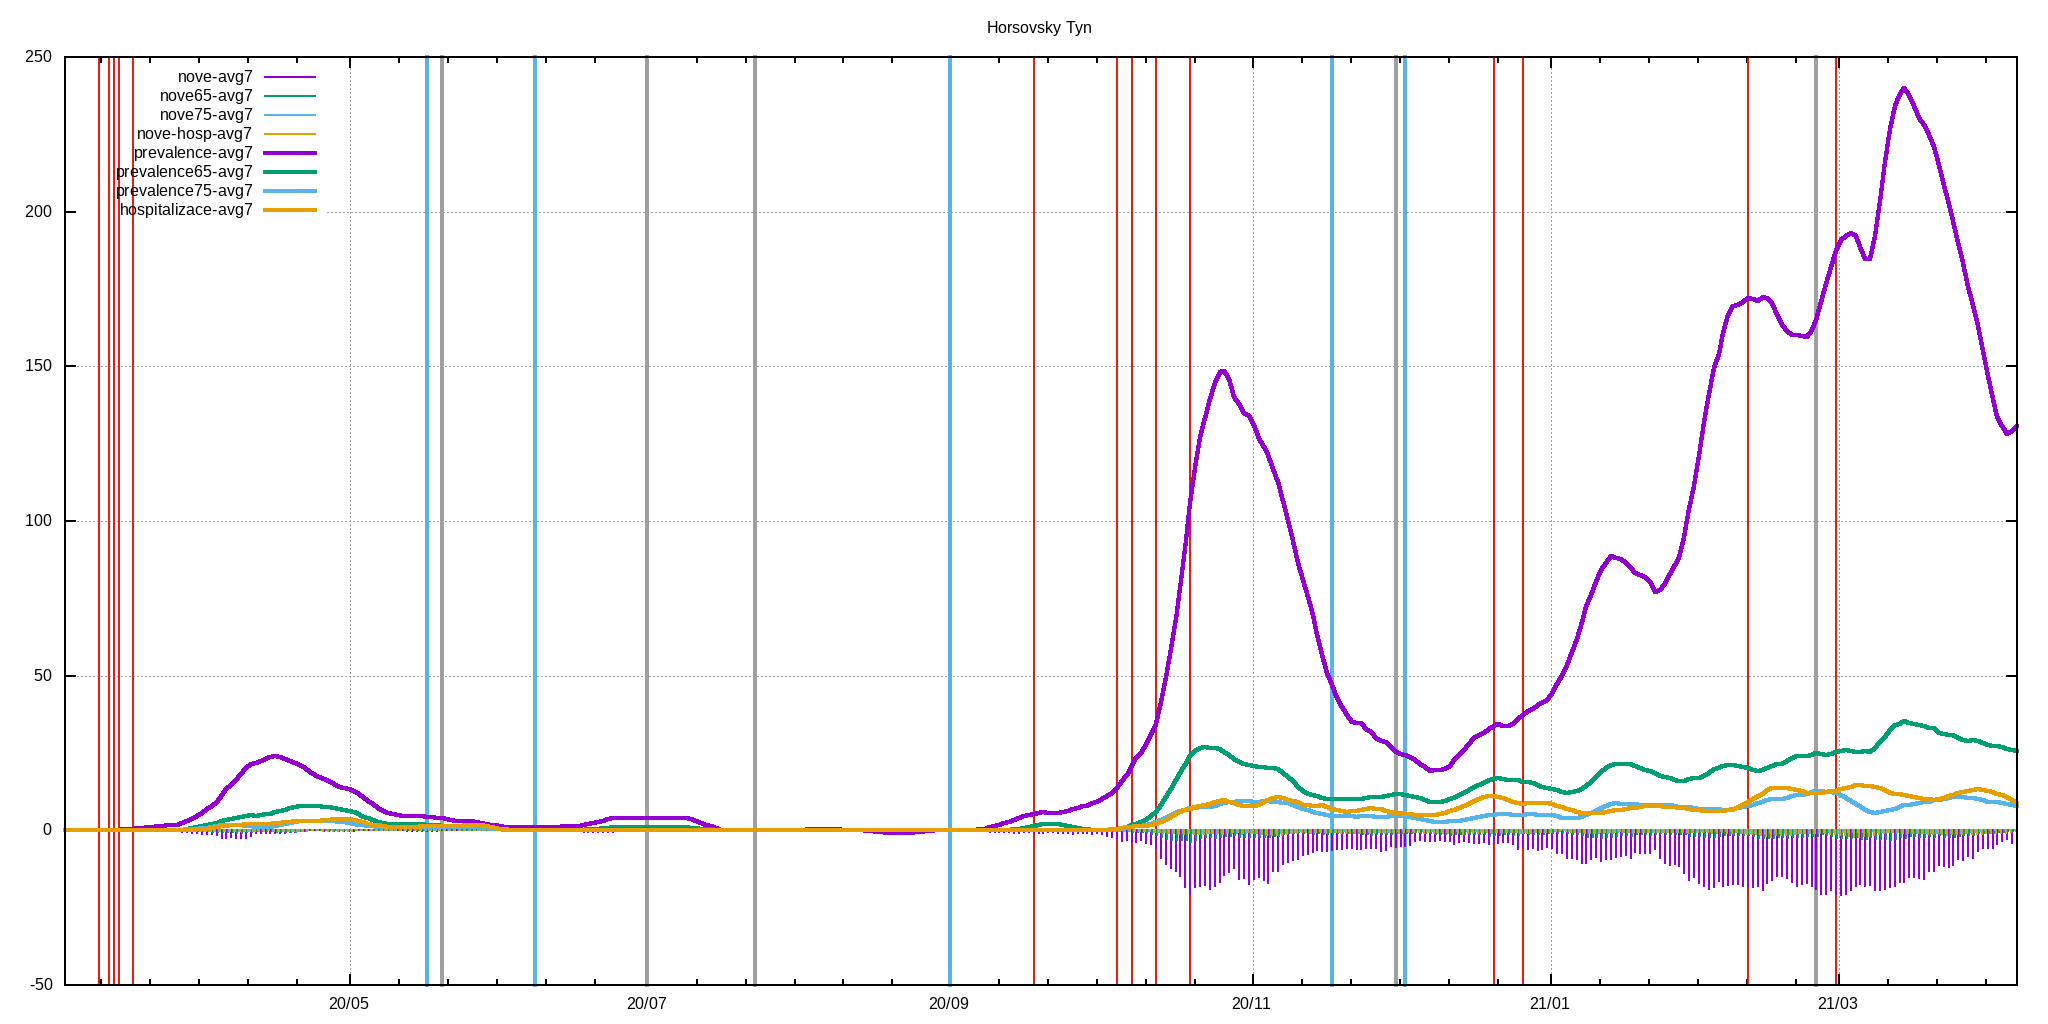 Horsovsky Tyn
250
200
150
100
50
0
-50
nove-avg7
nove65-avg7
nove75-avg7
nove-hosp-avg7
prevalence-avg7
prevalence65-avg7
prevalence75-avg7
hospitalizace-avg7
20/05
20/07
20/09
20/11
21/01
21/03